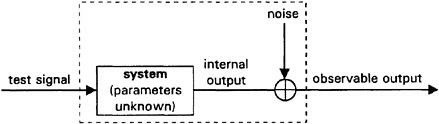 noise
test signal
system
(parameters
unknown)
internal
output
observable output